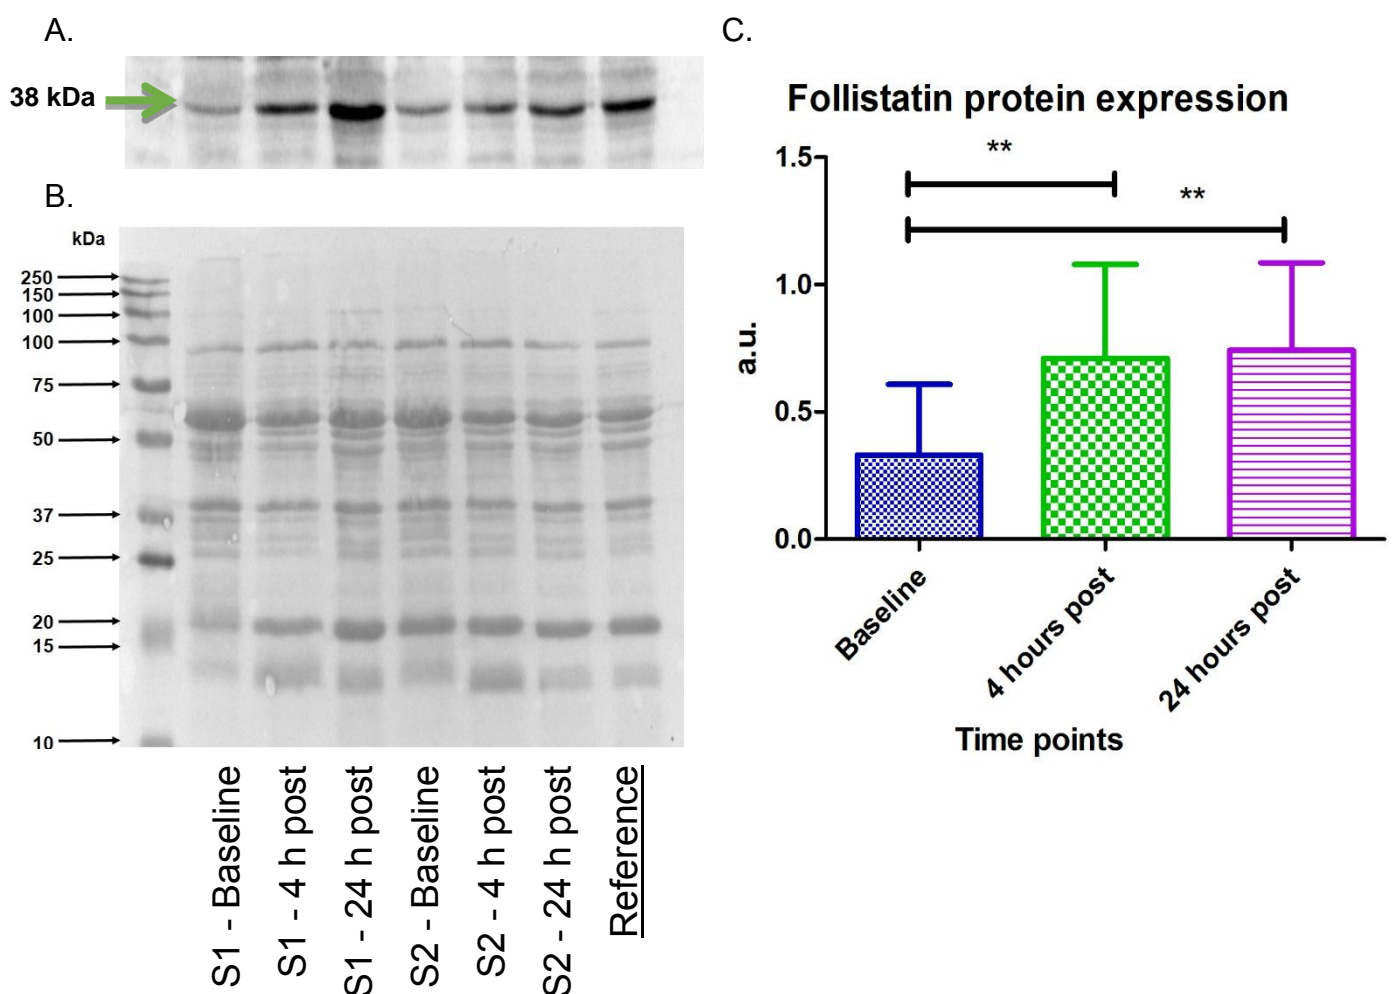 A.
38 kDa
B.
kDa
250
150
100
100
75
50
37
25
20
15
10
S1 - Baseline
S1 - 4 h post
S1 - 24 h post
S2 - Baseline
S2 - 4 h post
S2 - 24 h post
Reference
C.
Follistatin protein expression
**
**
1.5
1.0
0.5
0.0
a.u.
Baseline
4 hours post
24 hours post
Time points